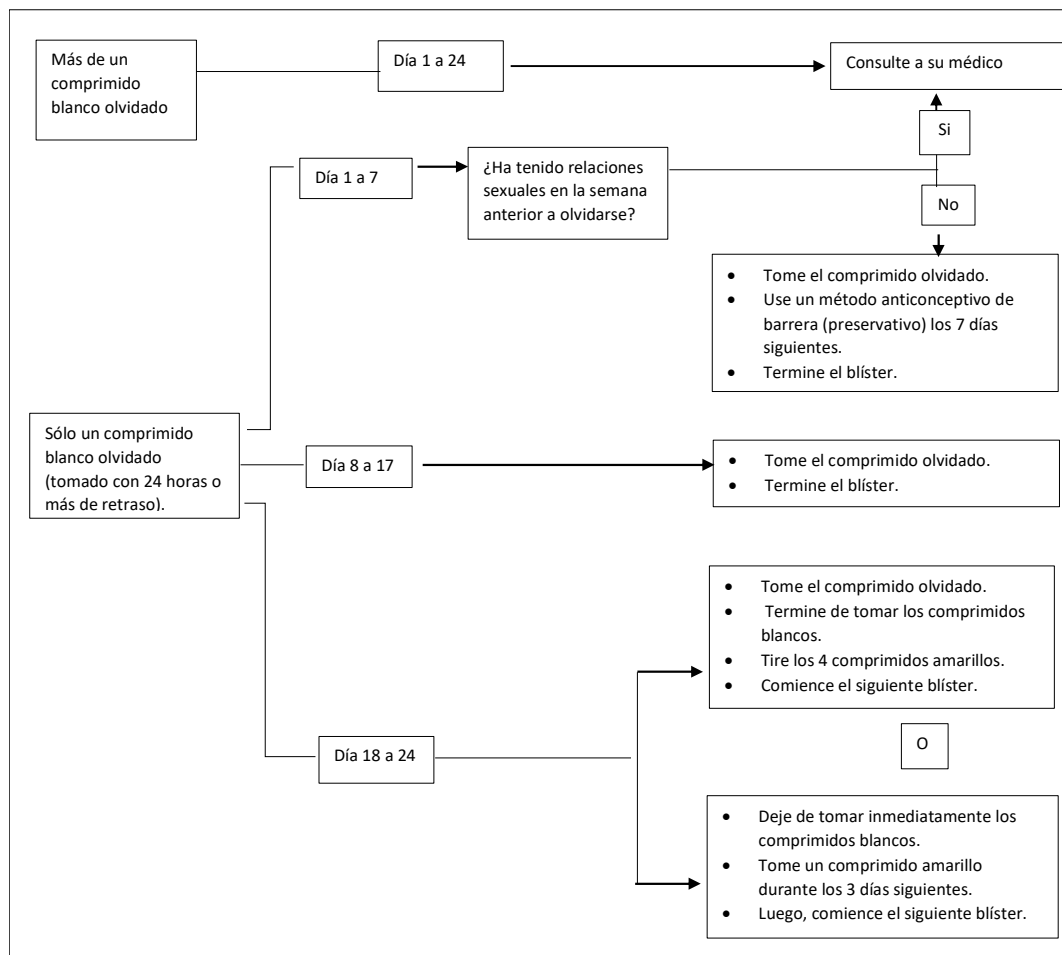 Más de un
comprimido
blanco olvidado
Día 1 a 24
Consulte a su médico
Si
Día 1 a 7
¿Ha tenido relaciones
sexuales en la semana
anterior a olvidarse?
No
• Tome el comprimido olvidado.
• Use un método anticonceptivo de
barrera (preservativo) los 7 días
siguientes.
• Termine el blíster.
Sólo un comprimido
blanco olvidado
(tomado con 24 horas o
más de retraso).
Día 8 a 17
• Tome el comprimido olvidado.
• Termine el blíster.
• Tome el comprimido olvidado.
• Termine de tomar los comprimidos
blancos.
• Tire los 4 comprimidos amarillos.
• Comience el siguiente blíster.
Día 18 a 24
O
• Deje de tomar inmediatamente los
comprimidos blancos.
• Tome un comprimido amarillo
durante los 3 días siguientes.
• Luego, comience el siguiente blíster.